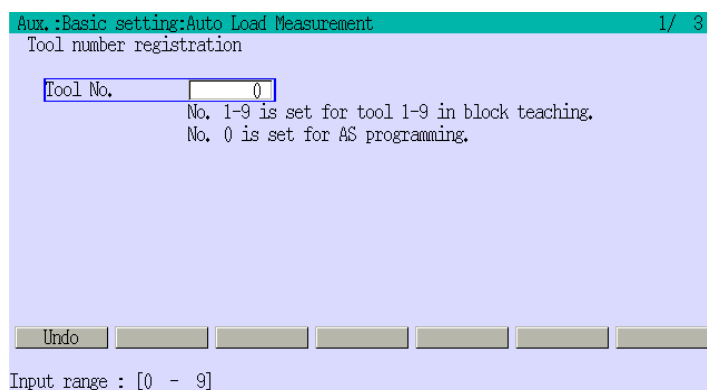 Aux.:Basic setting:Auto Load Measurement 1/ 3
Tool number registration
Tool No. 0
No. 1-9 is set for tool 1-9 in block teaching.
No. 0 is set for AS programming.
Undo
Input range : [0 - 9]